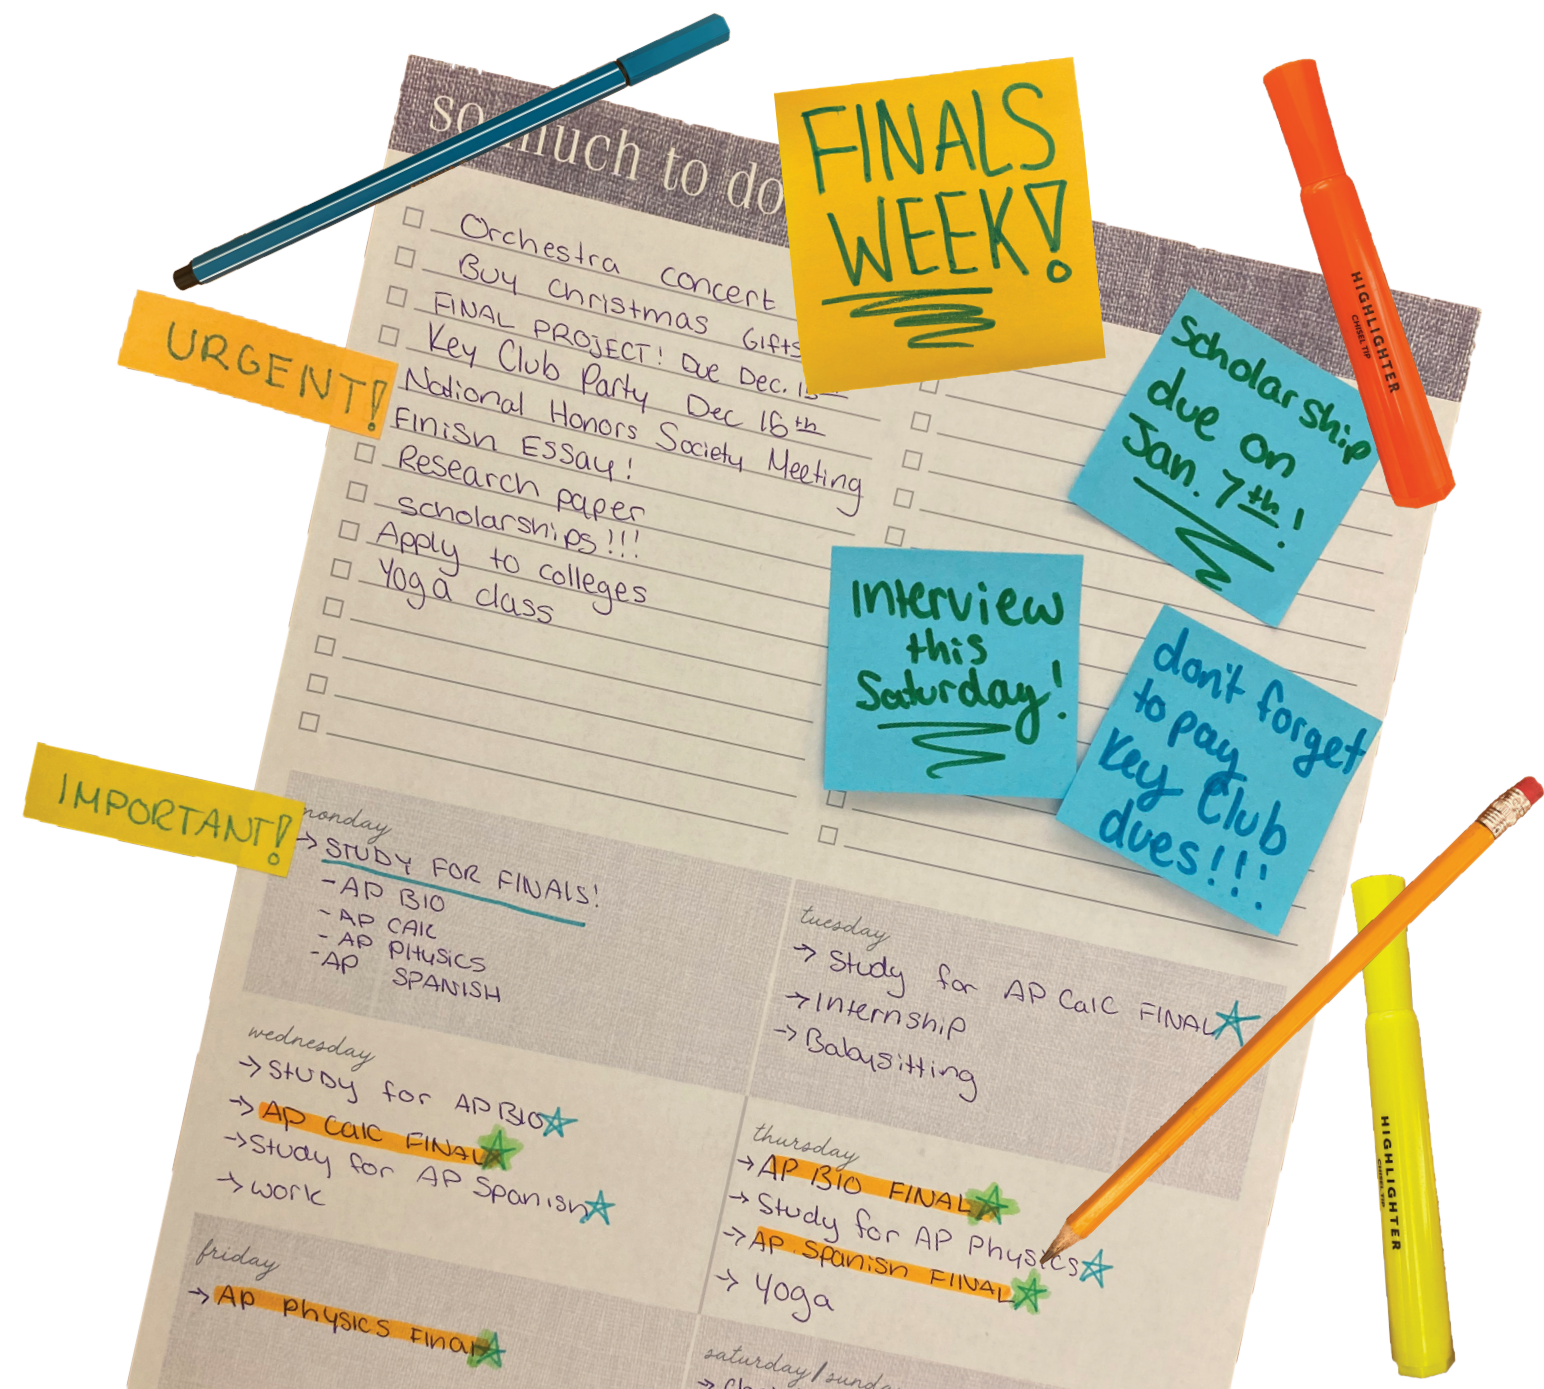 so much to do
FINALS
WEEK!
Orchestra concert
Buy Christmas Gifts
FINAL PROJECT! Due Dec.
Key Club Party Dec 16th
National Honors Society Meeting
Finish Essay!
Research paper
Scholarships!!!
Apply to colleges
Yoga class
URGENT!
Scholarship
due on
Jan. 7th!
Interview
this
Saturday!
don't forget
to pay
Key Club
dues!!!
HIGHLIGHTER
CHISEL TIP
IMPORTANT!
monday
→ STUDY FOR FINALS!
- AP BIO
- AP CALC
- AP PHYSICS
- AP SPANISH
tuesday
→ Study for AP Calc FINAL
→ Internship
→ Babysitting
wednesday
→ Study for AP BIO
→ AP Calc FINAL
→ Study for AP Spanish
→ work
thursday
→ AP BIO FINAL
→ Study for AP Physics
→ AP Spanish FINAL
→ Yoga
friday
→ AP Physics Final
saturday/sunday
HIGHLIGHTER
CHISEL TIP